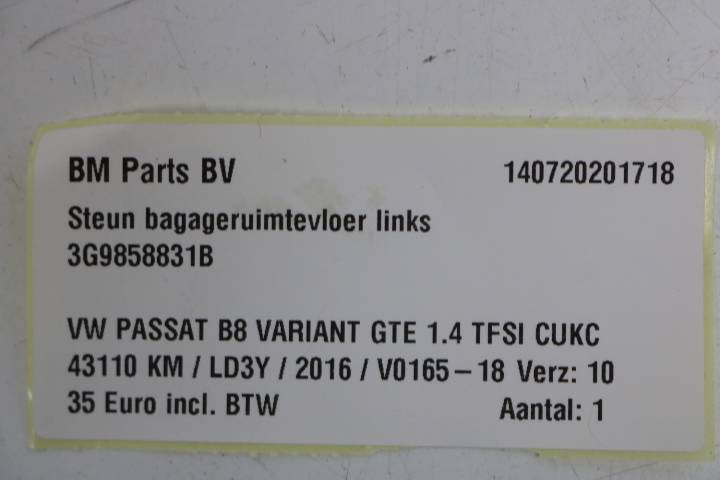 BM Parts BV 140720201718
Steun bagageruimtevloer links
3G9858831B
VW PASSAT B8 VARIANT GTE 1.4 TFSI CUKC
43110 KM / LD3Y / 2016 / V0165-18 Verz: 10
35 Euro incl. BTW Aantal: 1